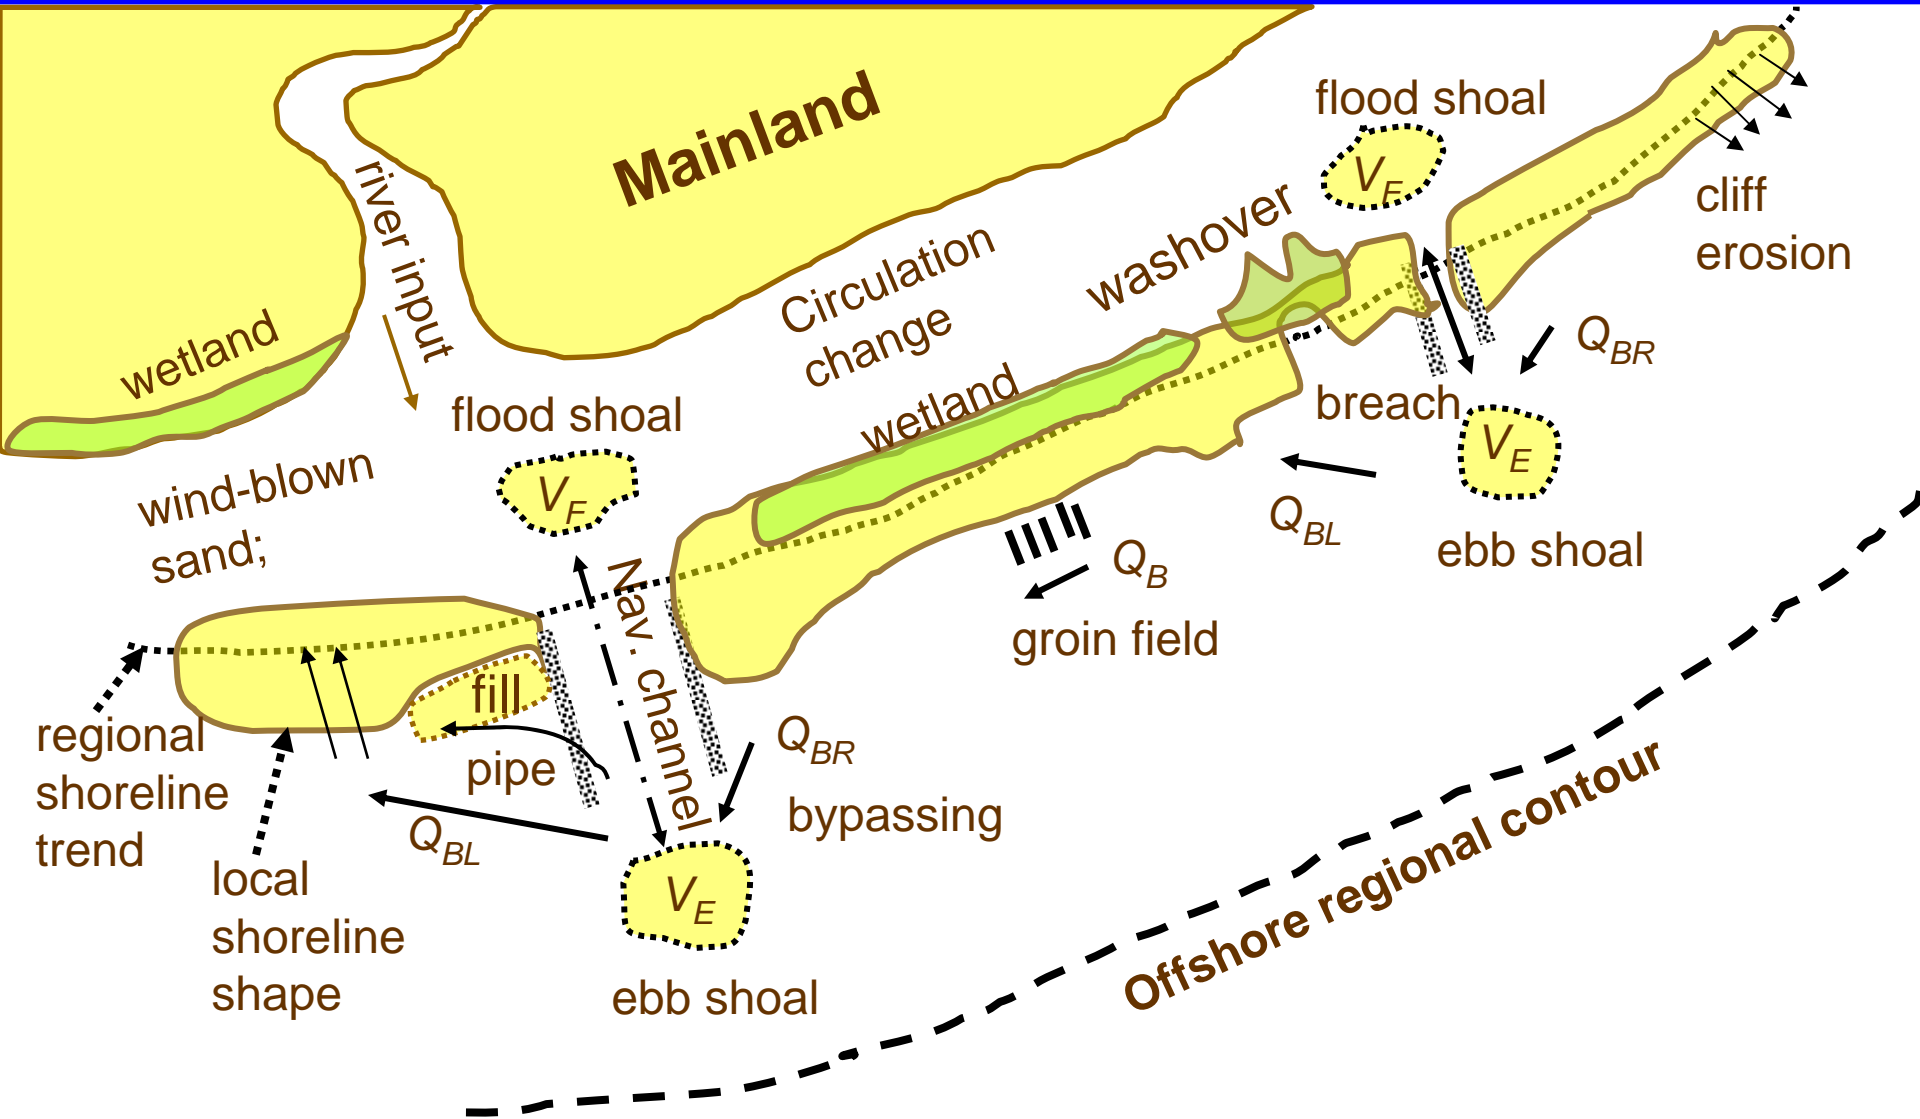 Mainland
flood shoal
V_F
cliff
erosion
river input
Circulation
change
washover
wetland
flood shoal
V_F
wetland
breach
Q_BR
V_E
ebb shoal
Q_BL
wind-blown
sand;
Nav. channel
Q_B
groin field
fill
pipe
regional
shoreline
trend
Q_BR
bypassing
Q_BL
local
shoreline
shape
V_E
ebb shoal
Offshore regional contour